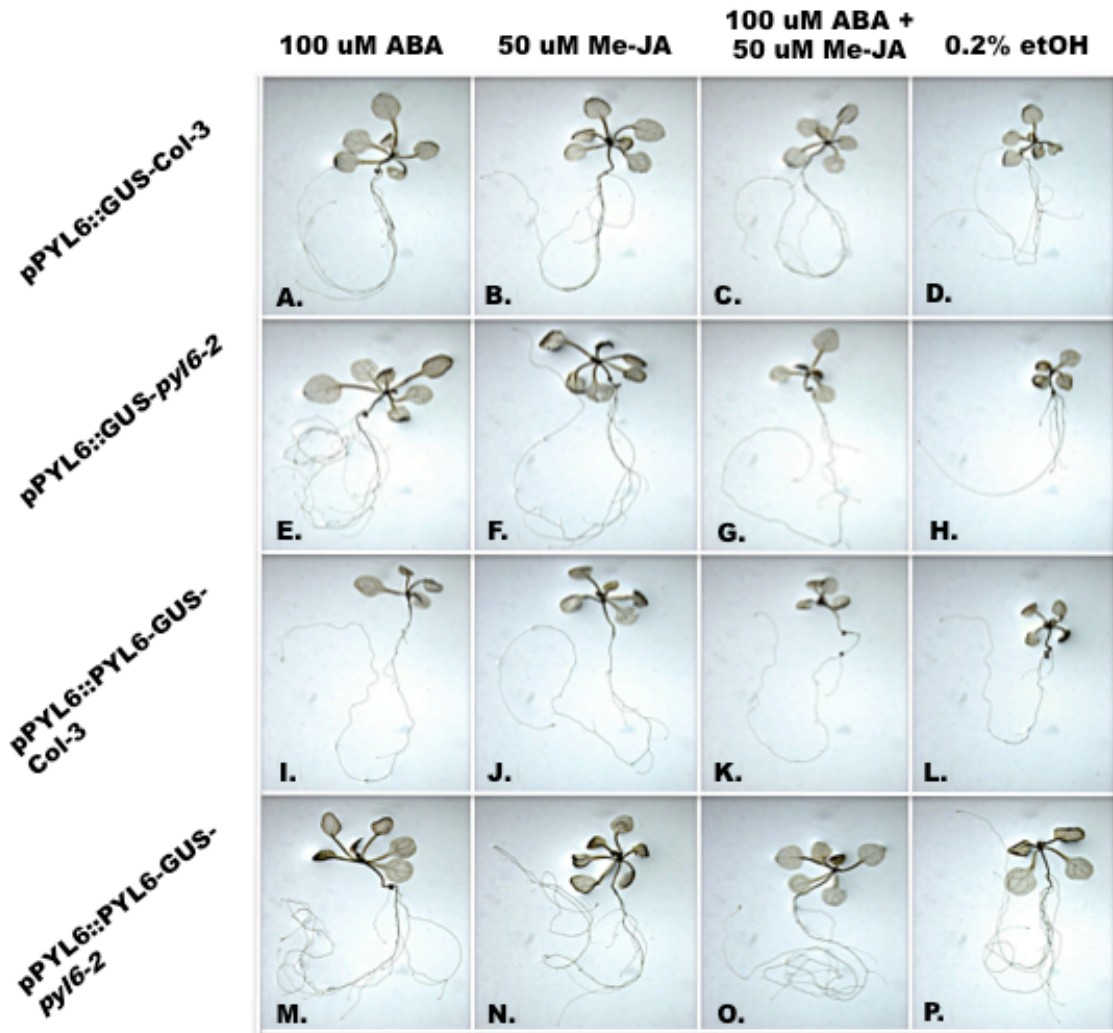 100 uM ABA
50 uM Me-JA
100 uM ABA +
50 uM Me-JA
0.2% etOH
pPYL6::GUS-Col-3
A.
B.
C.
D.
pPYL6::GUS-pyl6-2
E.
F.
G.
H.
pPYL6::PYL6-GUS-
Col-3
I.
J.
K.
L.
pPYL6::PYL6-GUS-
pyl6-2
M.
N.
O.
P.